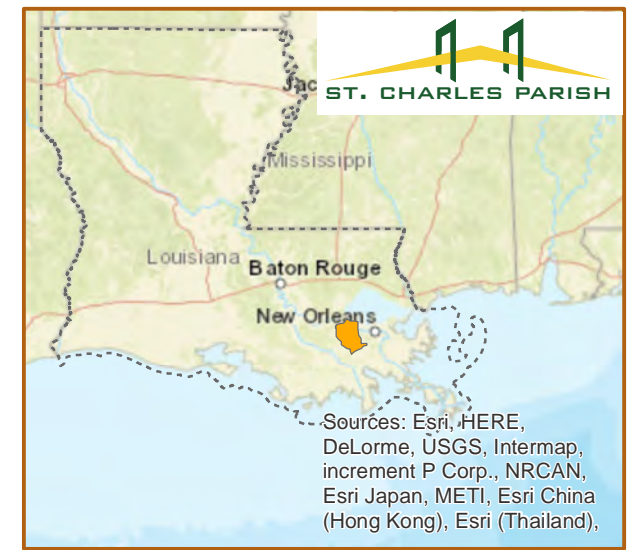 ST. CHARLES PARISH
Jac
Mississippi
Louisiana
Baton Rouge
New Orleans
Sources: Esri, HERE,
DeLorme, USGS, Intermap,
increment P Corp., NRCAN,
Esri Japan, METI, Esri China
(Hong Kong), Esri (Thailand),